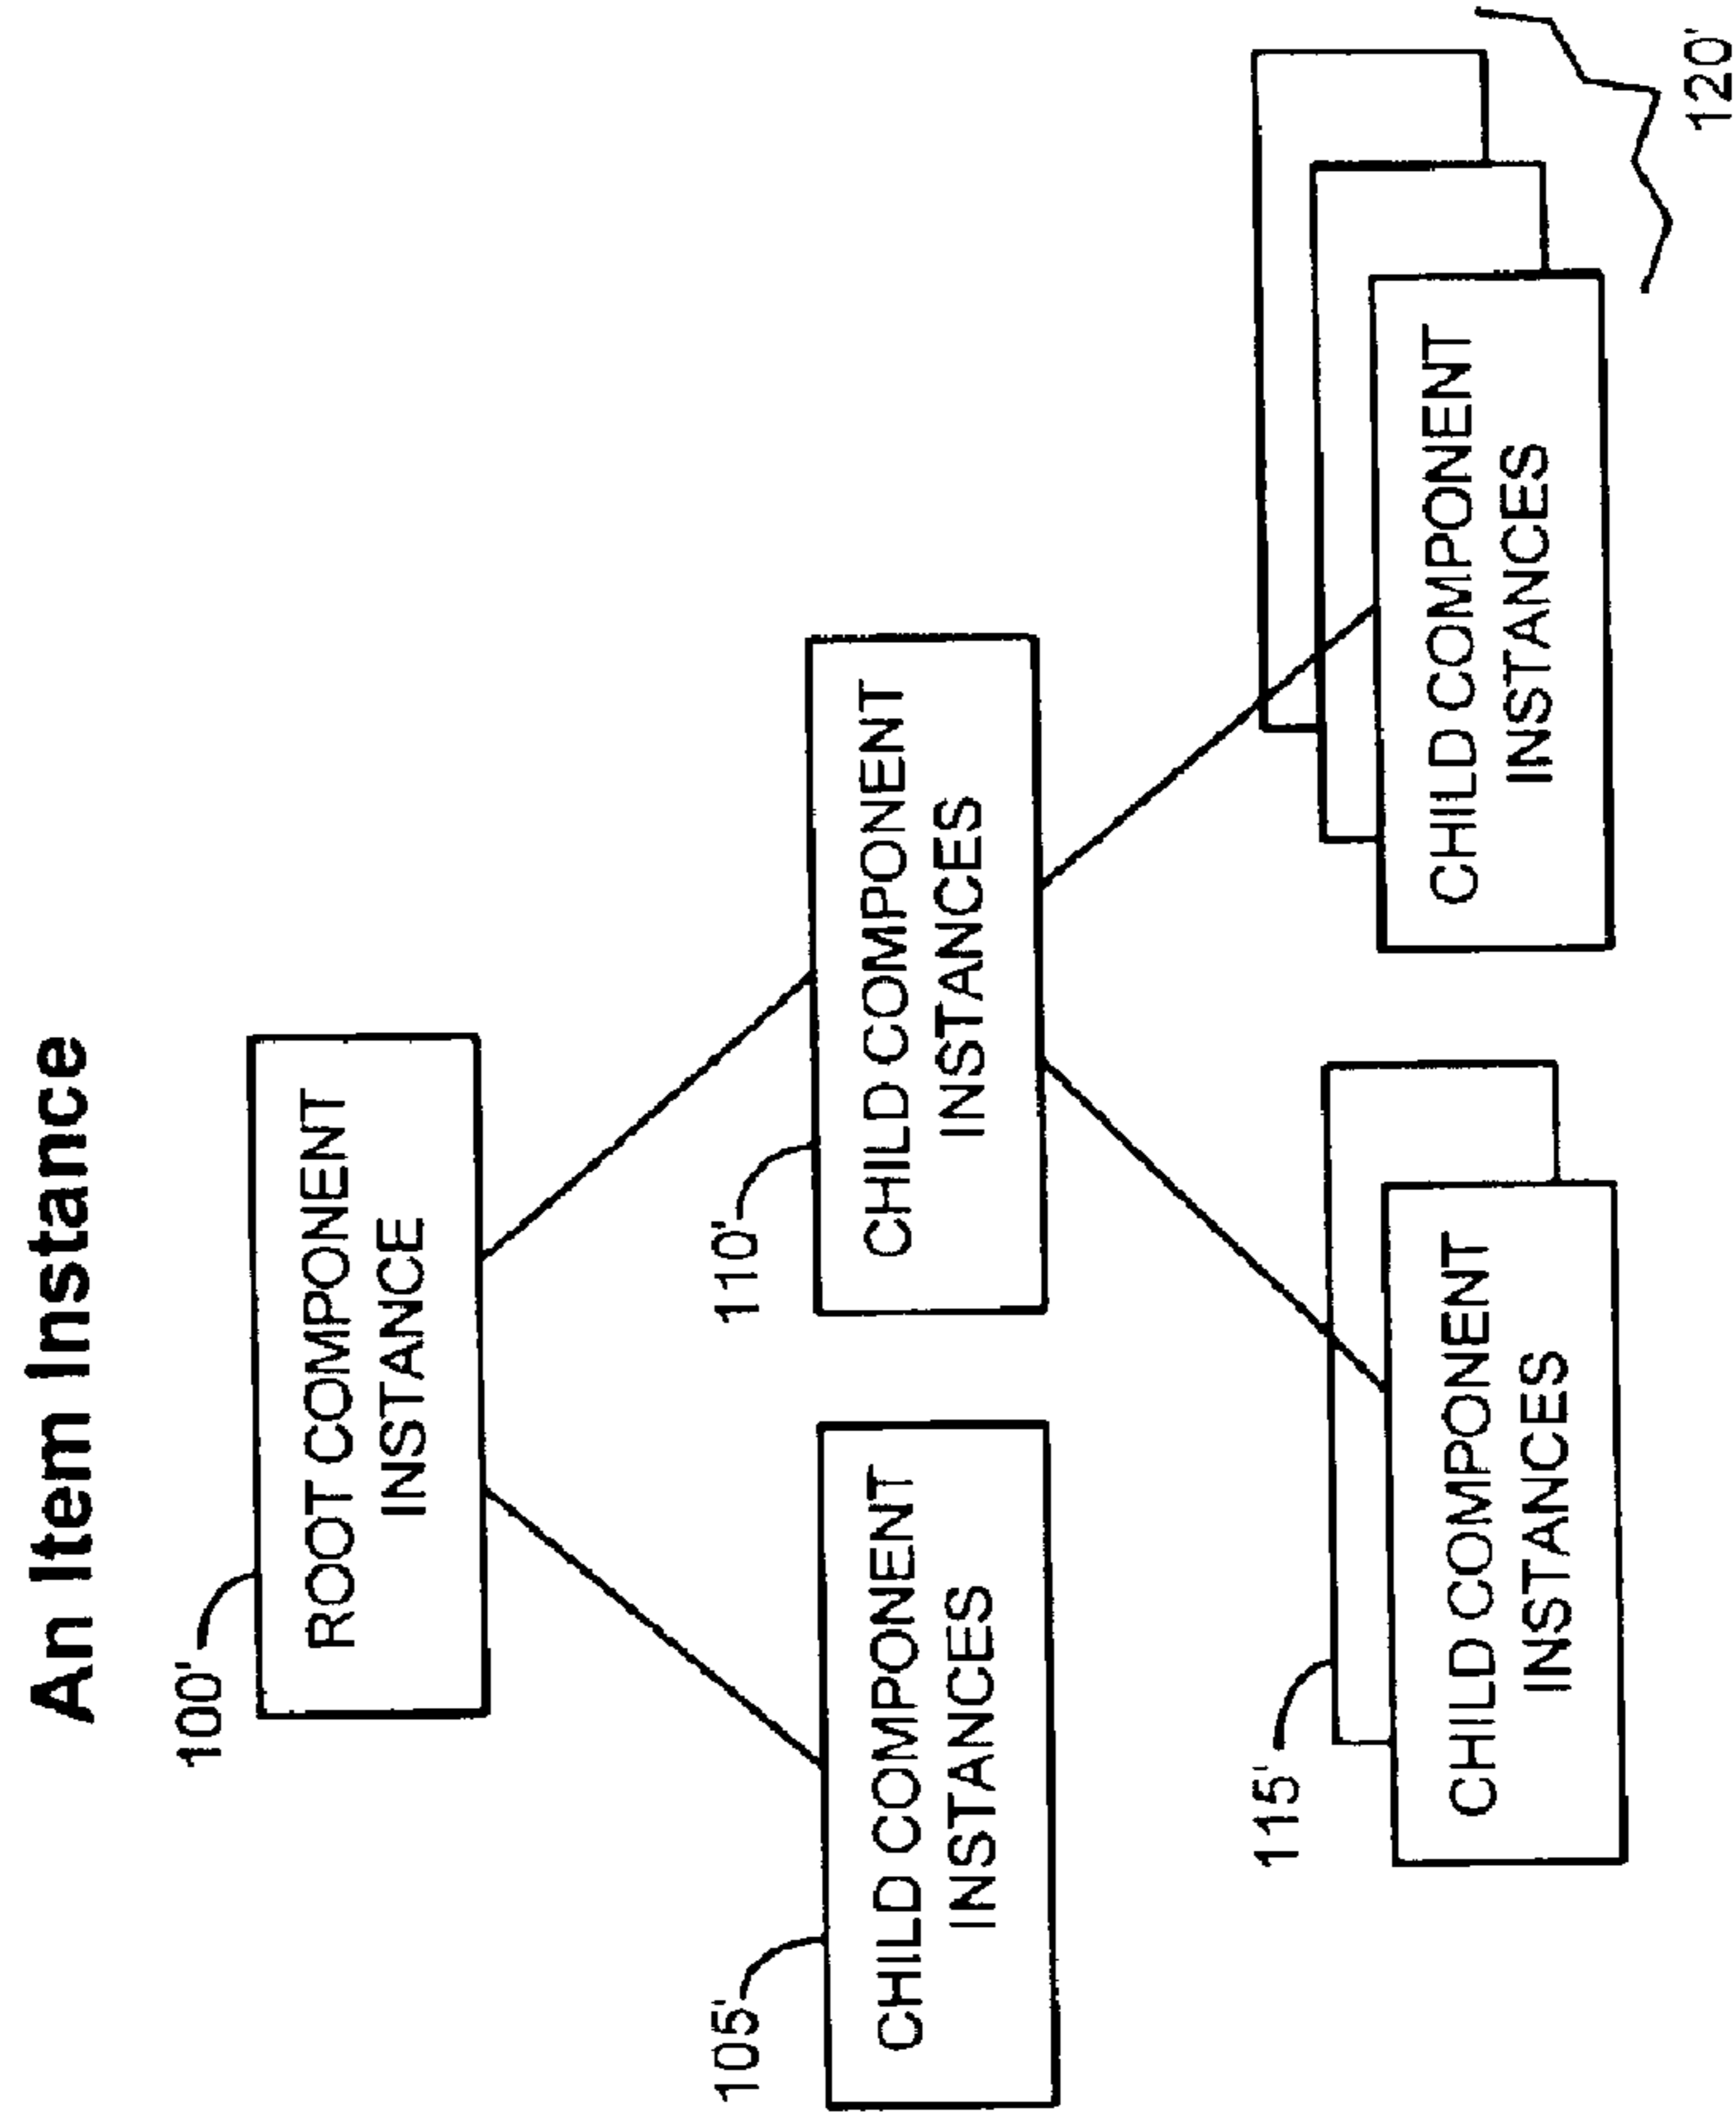 An Item Instance
100'
ROOT COMPONENT
INSTANCE
105'
CHILD COMPONENT
INSTANCES
110'
CHILD COMPONENT
INSTANCES
115'
CHILD COMPONENT
INSTANCES
CHILD COMPONENT
INSTANCES
120'